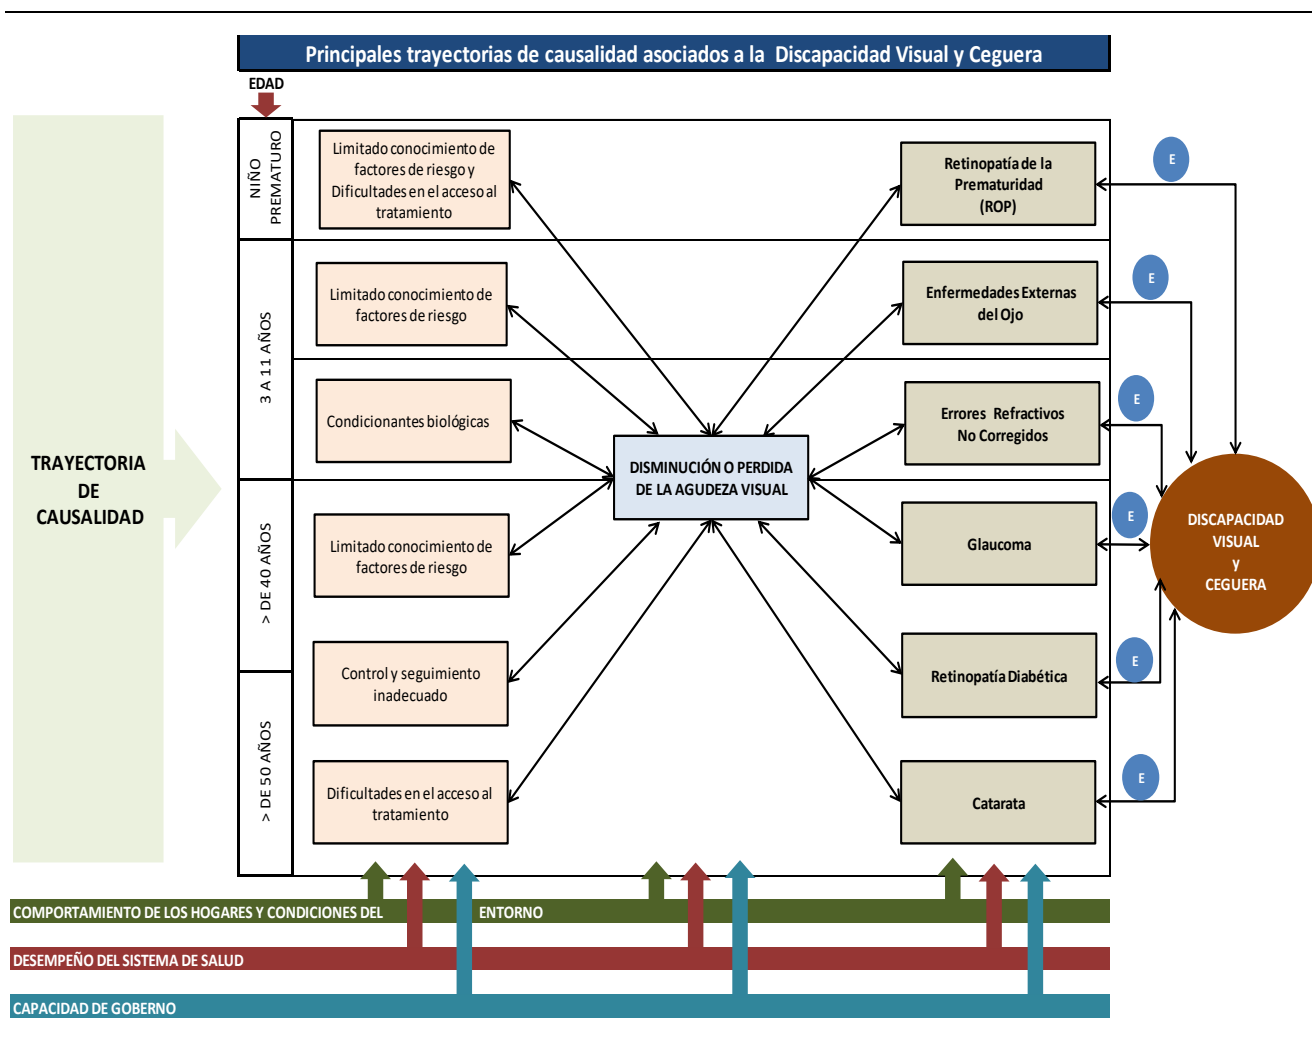 Principales trayectorias de causalidad asociados a la Discapacidad Visual y Ceguera
EDAD
NIÑO
PREMATURO
Limitado conocimiento de
factores de riesgo y
Dificultades en el acceso al
tratamiento
Retinopatía de la
Prematuridad
(ROP)
E
3 A 11 AÑOS
Limitado conocimiento de
factores de riesgo
Enfermedades Externas
del Ojo
E
Condicionantes biológicas
Errores Refractivos
No Corregidos
E
TRAYECTORIA
DE
CAUSALIDAD
DISMINUCIÓN O PERDIDA
DE LA AGUDEZA VISUAL
> DE 40 AÑOS
Limitado conocimiento de
factores de riesgo
Glaucoma
E
DISCAPACIDAD
VISUAL
y
CEGUERA
Control y seguimiento
inadecuado
Retinopatía Diabética
E
> DE 50 AÑOS
Dificultades en el acceso al
tratamiento
Catarata
E
COMPORTAMIENTO DE LOS HOGARES Y CONDICIONES DEL ENTORNO
DESEMPEÑO DEL SISTEMA DE SALUD
CAPACIDAD DE GOBERNO